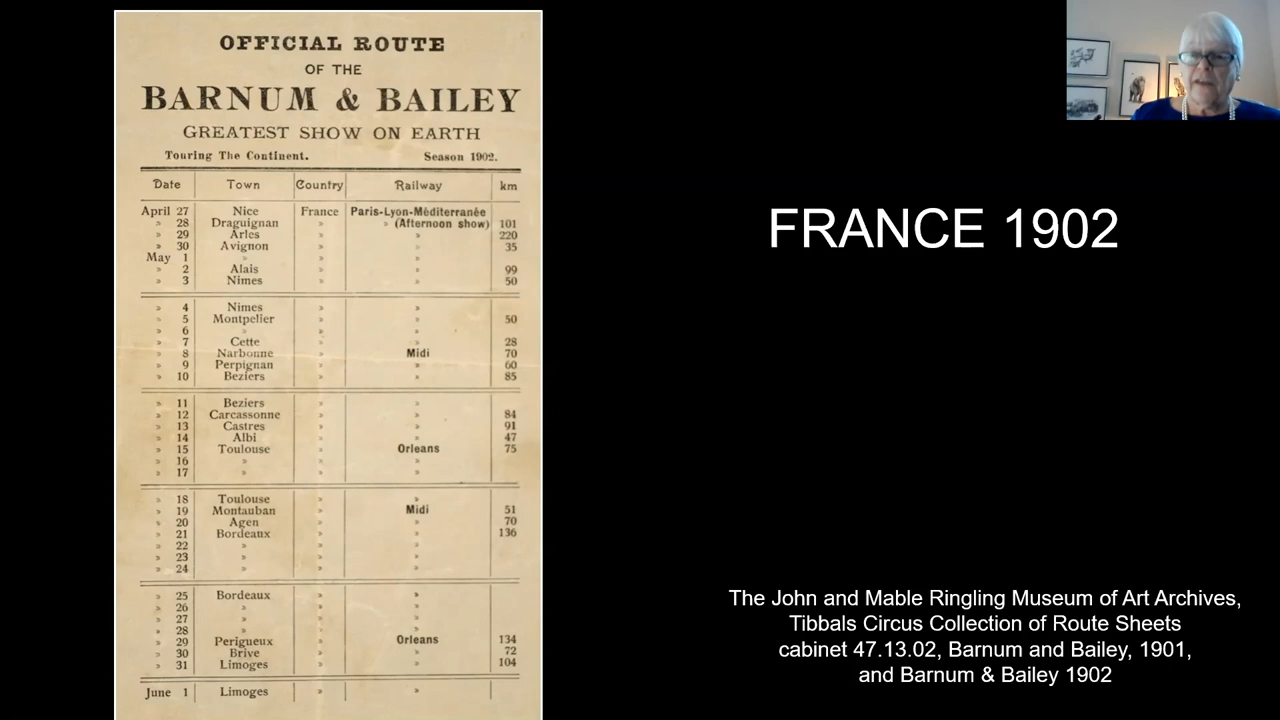 OFFICIAL ROUTE
OF THE
BARNUM & BAILEY
GREATEST SHOW ON EARTH
Touring The Continent. Season 1902.
Date Town Country Railway km
April 27 Nice France Paris-Lyon-Méditerranée
» 28 Draguignan » » (Afternoon show) 101
» 29 Arles » » 220
» 30 Avignon » » 35
May 1 » » »
» 2 Alais » » 99
» 3 Nimes » » 50
» 4 Nimes » »
» 5 Montpelier » » 50
» 6 » » »
» 7 Cette » » 28
» 8 Narbonne » Midi 70
» 9 Perpignan » » 60
» 10 Beziers » » 85
» 11 Beziers » »
» 12 Carcassonne » » 84
» 13 Castres » » 91
» 14 Albi » » 47
» 15 Toulouse » Orleans 75
» 16 » » »
» 17 » » »
» 18 Toulouse » »
» 19 Montauban » Midi 51
» 20 Agen » » 70
» 21 Bordeaux » » 136
» 22 » » »
» 23 » » »
» 24 » » »
» 25 Bordeaux » »
» 26 » » »
» 27 » » »
» 28 » » »
» 29 Perigueux » Orleans 134
» 30 Brive » » 72
» 31 Limoges » » 104
June 1 Limoges » »
FRANCE 1902
The John and Mable Ringling Museum of Art Archives,
Tibbals Circus Collection of Route Sheets
cabinet 47.13.02, Barnum and Bailey, 1901,
and Barnum & Bailey 1902